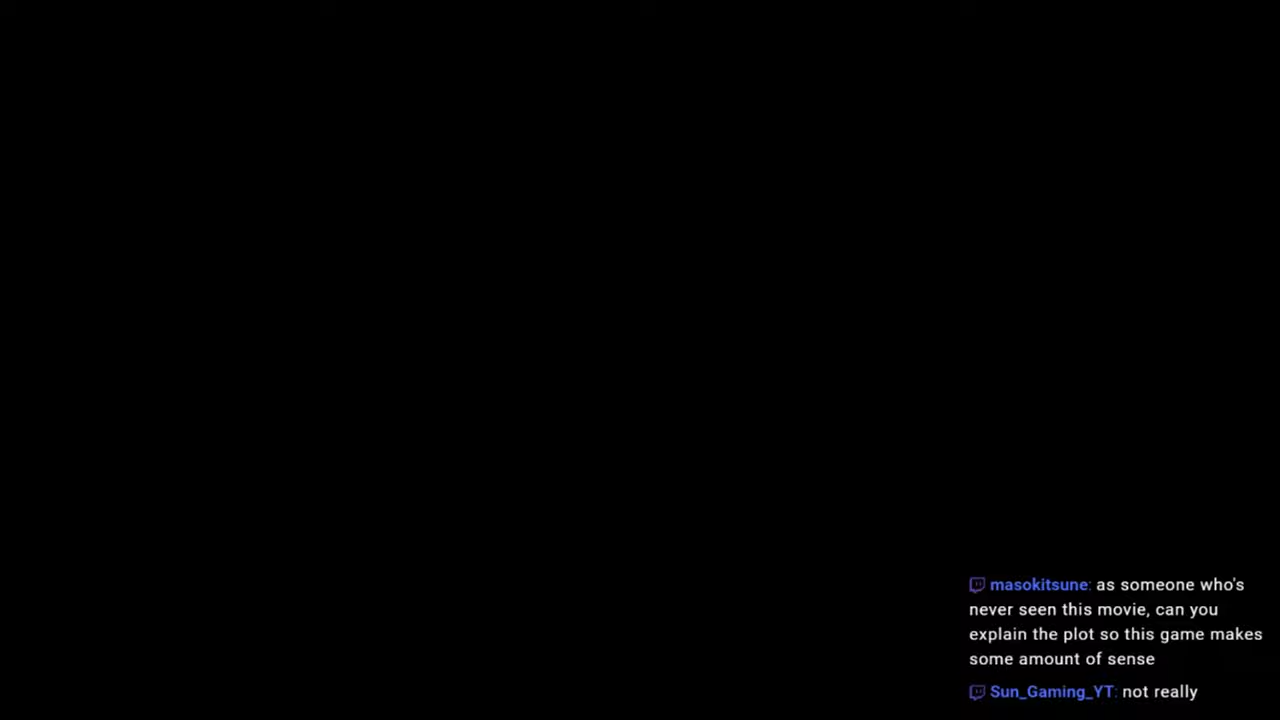 masokitsune: as someone who's
never seen this movie, can you
explain the plot so this game makes
some amount of sense
Sun_Gaming_YT: not really